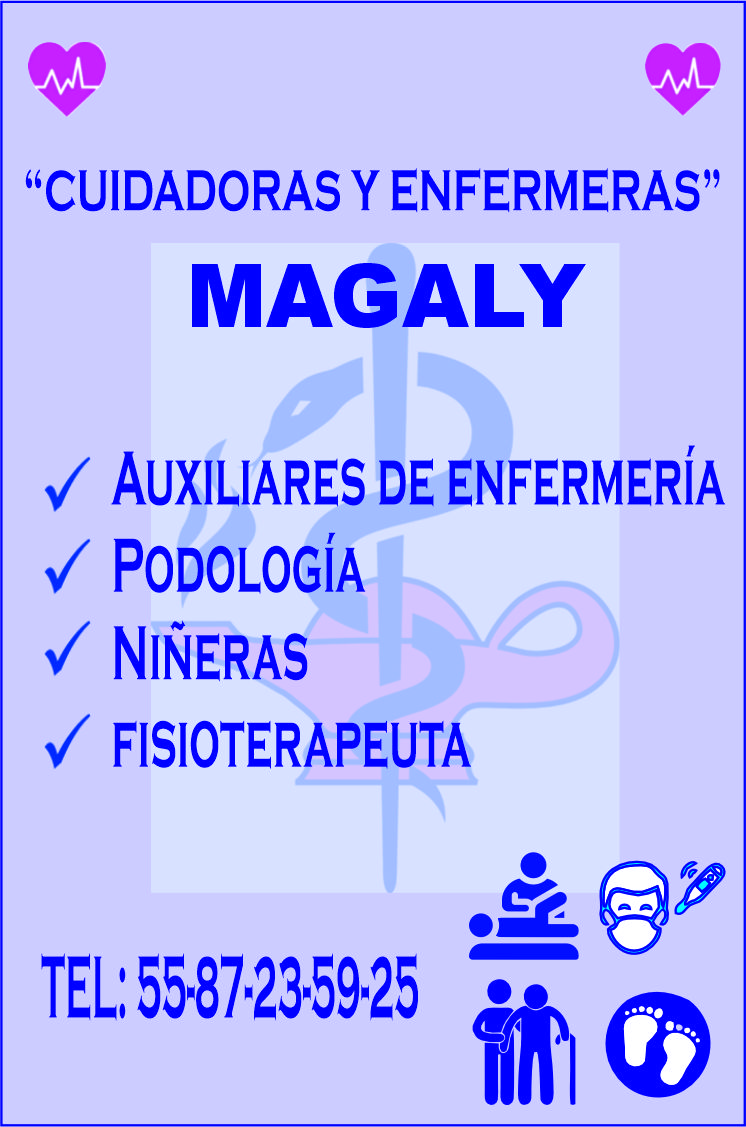 “CUIDADORAS Y ENFERMERAS”
MAGALY
AUXILIARES DE ENFERMERÍA
PODOLOGÍA
NIÑERAS
FISIOTERAPEUTA
TEL: 55-87-23-59-25